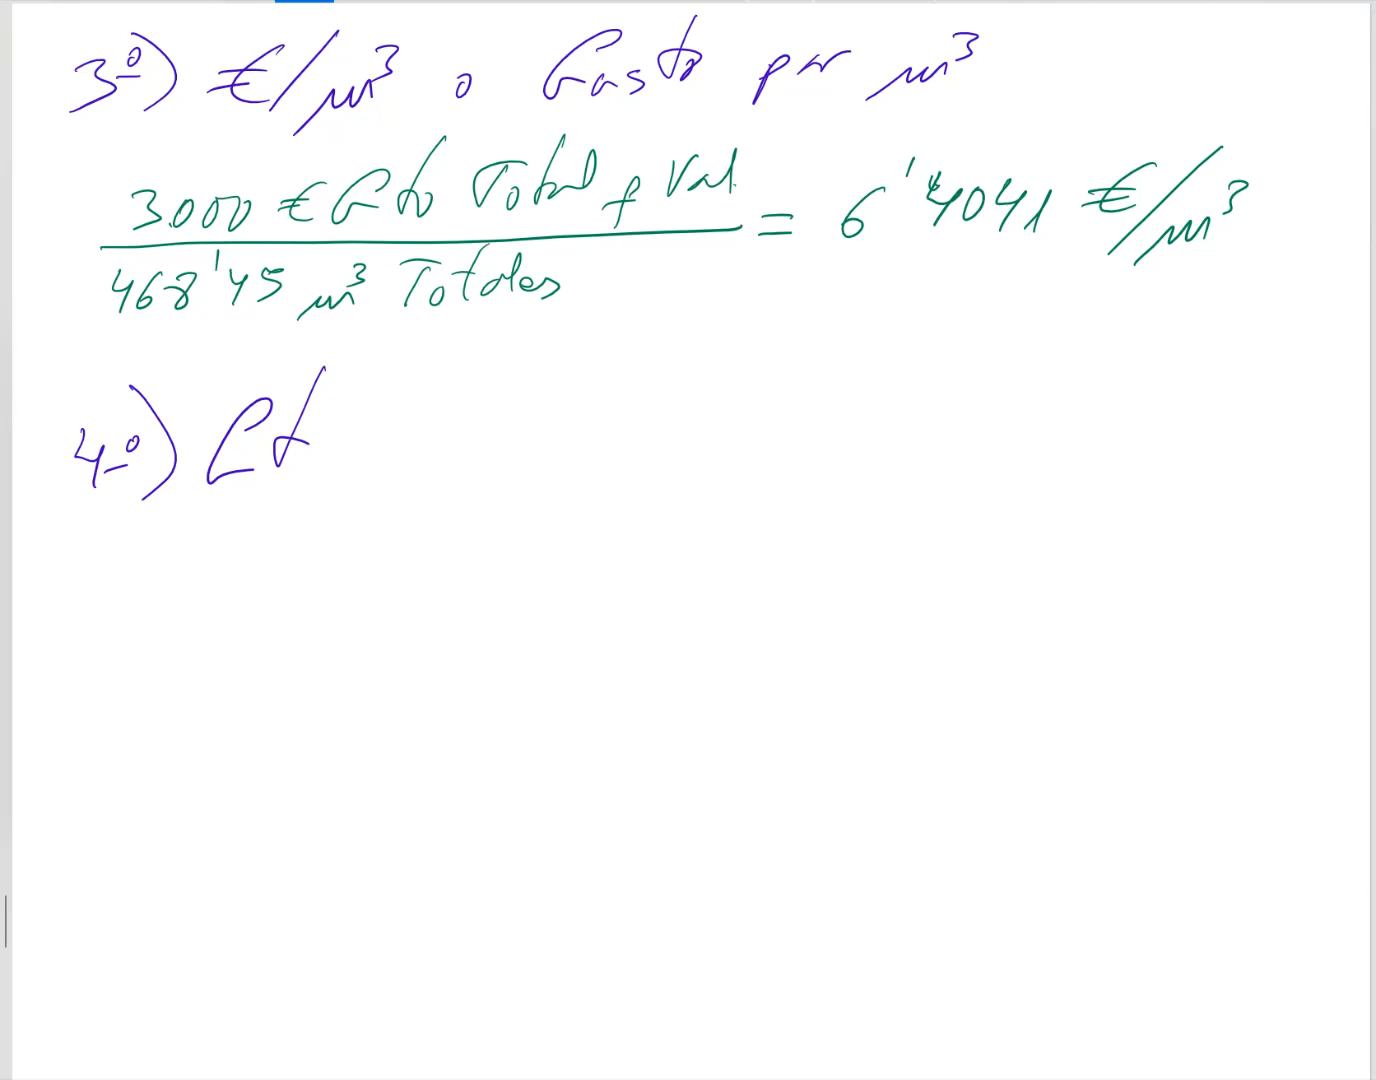 3º) €/m³ o Gasto por m³
3.000 € Gto Total f Val. = 6'4041 €/m³
468'45 m³ Totales
4º) Ct